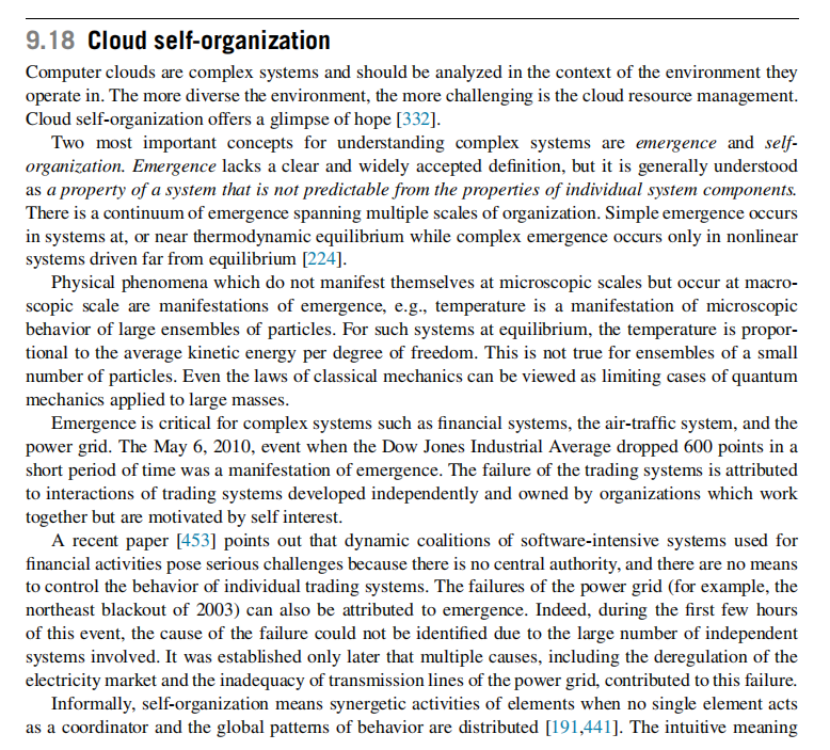 9.18 Cloud self-organization
Computer clouds are complex systems and should be analyzed in the context of the environment they
operate in. The more diverse the environment, the more challenging is the cloud resource management.
Cloud self-organization offers a glimpse of hope [332].
Two most important concepts for understanding complex systems are emergence and self-
organization. Emergence lacks a clear and widely accepted definition, but it is generally understood
as a property of a system that is not predictable from the properties of individual system components.
There is a continuum of emergence spanning multiple scales of organization. Simple emergence occurs
in systems at, or near thermodynamic equilibrium while complex emergence occurs only in nonlinear
systems driven far from equilibrium [224].
Physical phenomena which do not manifest themselves at microscopic scales but occur at macro-
scopic scale are manifestations of emergence, e.g., temperature is a manifestation of microscopic
behavior of large ensembles of particles. For such systems at equilibrium, the temperature is propor-
tional to the average kinetic energy per degree of freedom. This is not true for ensembles of a small
number of particles. Even the laws of classical mechanics can be viewed as limiting cases of quantum
mechanics applied to large masses.
Emergence is critical for complex systems such as financial systems, the air-traffic system, and the
power grid. The May 6, 2010, event when the Dow Jones Industrial Average dropped 600 points in a
short period of time was a manifestation of emergence. The failure of the trading systems is attributed
to interactions of trading systems developed independently and owned by organizations which work
together but are motivated by self interest.
A recent paper [453] points out that dynamic coalitions of software-intensive systems used for
financial activities pose serious challenges because there is no central authority, and there are no means
to control the behavior of individual trading systems. The failures of the power grid (for example, the
northeast blackout of 2003) can also be attributed to emergence. Indeed, during the first few hours
of this event, the cause of the failure could not be identified due to the large number of independent
systems involved. It was established only later that multiple causes, including the deregulation of the
electricity market and the inadequacy of transmission lines of the power grid, contributed to this failure.
Informally, self-organization means synergetic activities of elements when no single element acts
as a coordinator and the global patterns of behavior are distributed [191,441]. The intuitive meaning